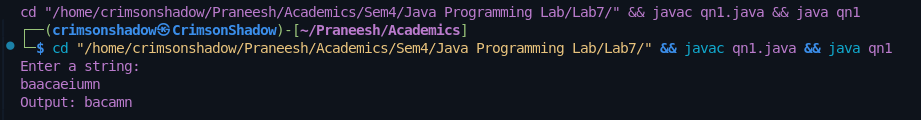 cd "/home/crimsonshadow/Praneesh/Academics/Sem4/Java Programming Lab/Lab7/" && javac qn1.java && java qn1
┌──(crimsonshadow㉿CrimsonShadow)-[~/Praneesh/Academics]
└─$ cd "/home/crimsonshadow/Praneesh/Academics/Sem4/Java Programming Lab/Lab7/" && javac qn1.java && java qn1
Enter a string:
baacaeiumn
Output: bacamn